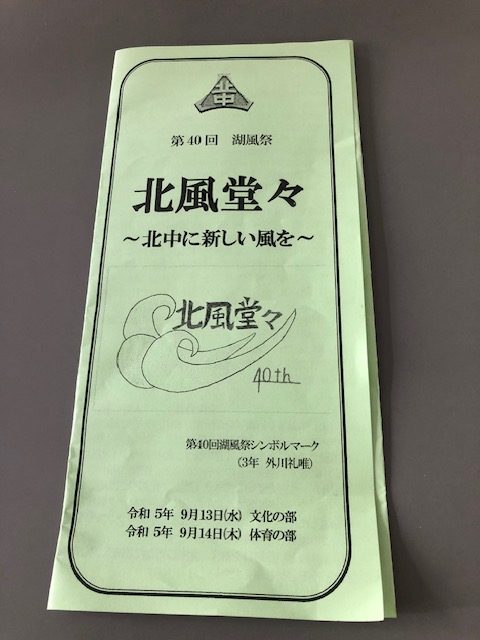 北中
第40回 湖風祭
北風堂々
～北中に新しい風を～
北風堂々
40th
第40回湖風祭シンボルマーク
(3年 外川礼唯)
令和 5年 9月13日(水) 文化の部
令和 5年 9月14日(木) 体育の部